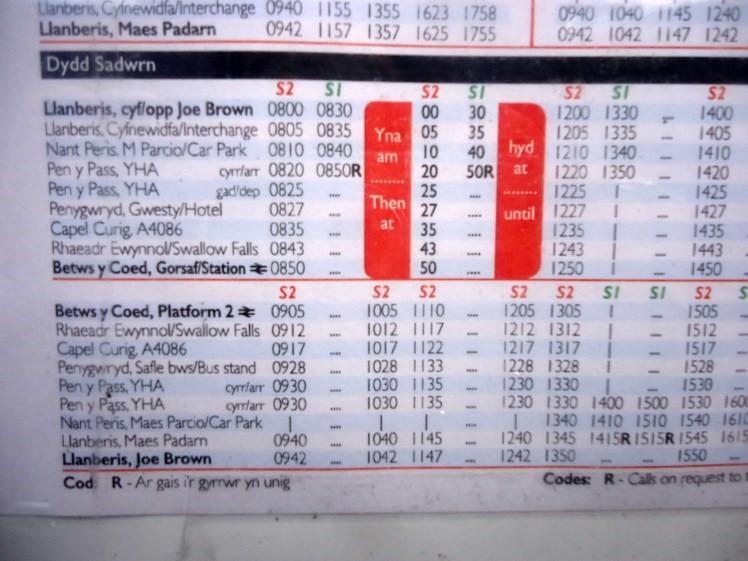 Llanberis, Cyfnewidfa/Interchange 0940 1155 1355 1623 1758 0940 1040 1145 1240
Llanberis, Maes Padarn 0942 1157 1357 1625 1755 0942 1042 1147 1242
Dydd Sadwrn
S2 S1 S2 S1 S2 S1 S2
Llanberis, cyf/opp Joe Brown 0800 0830 00 30 1200 1330 1400
Llanberis, Cyfnewidfa/Interchange 0805 0835 Yna 05 35 1205 1335 .... 1405
Nant Peris, M Parcio/Car Park 0810 0840 am 10 40 hyd 1210 1340 .... 1410
Pen y Pass, YHA cyrr/arr 0820 0850R ........ 20 50R at 1220 1350 .... 1420
Pen y Pass, YHA gad/dep 0825 .... Then 25 .... ........ 1225 | .... 1425
Penygwryd, Gwesty/Hotel 0827 .... at 27 .... until 1227 | .... 1427
Capel Curig, A4086 0835 .... 35 .... 1235 | .... 1435
Rhaeadr Ewynnol/Swallow Falls 0843 .... 43 .... 1243 | .... 1443
Betws y Coed, Gorsaf/Station 0850 50 .... 1250 | .... 1450
S2 S2 S2 S2 S2 S1 S1 S2 S
Betws y Coed, Platform 2 0905 .... 1005 1110 .... 1205 1305 | .... 1505
Rhaeadr Ewynnol/Swallow Falls 0912 .... 1012 1117 .... 1212 1312 | .... 1512
Capel Curig, A4086 0917 .... 1017 1122 .... 1217 1317 | .... 1517
Penygwryd, Safle bws/Bus stand 0928 .... 1028 1133 .... 1228 1328 | .... 1528
Pen y Pass, YHA cyrr/arr 0930 .... 1030 1135 .... 1230 1330 | .... 1530
Pen y Pass, YHA cyrr/arr 0930 .... 1030 1135 .... 1230 1330 1400 1500 1530 160
Nant Peris, Maes Parcio/Car Park | .... | | .... | 1340 1410 1510 1540 161
Llanberis, Maes Padarn 0940 .... 1040 1145 .... 1240 1345 1415R 1515R 1545 161
Llanberis, Joe Brown 0942 .... 1042 1147 .... 1242 1350 .... .... 1550
Cod: R - Ar gais i'r gyrrwr yn unig Codes: R - Calls on request to